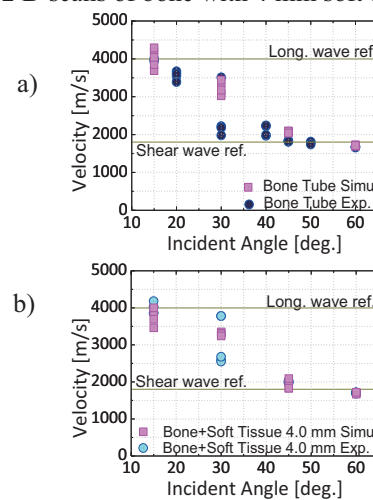 2-D scans of bone with 4 mm soft
a)
5000
4000
3000
2000
1000
0
Velocity [m/s]
Long. wave ref.
Shear wave ref.
Bone Tube Simu
Bone Tube Exp.
10 20 30 40 50 60
Incident Angle [deg.]
b)
5000
4000
3000
2000
1000
0
Velocity [m/s]
Long. wave ref.
Shear wave ref.
Bone+Soft Tissue 4.0 mm Simu
Bone+Soft Tissue 4.0 mm Exp.
10 20 30 40 50 60
Incident Angle [deg.]